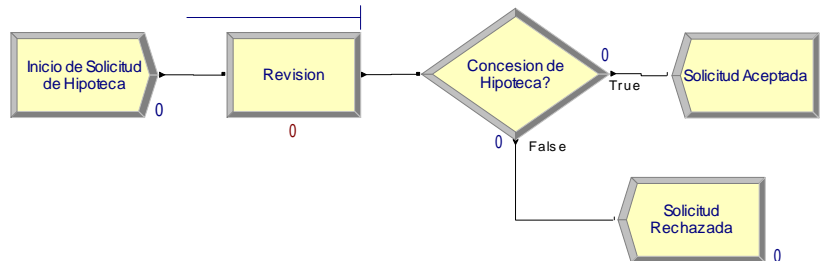 Inicio de Solicitud
de Hipoteca
0
Revision
0
Concesion de
Hipoteca?
0
True
0
False
Solicitud Aceptada
Solicitud
Rechazada
0